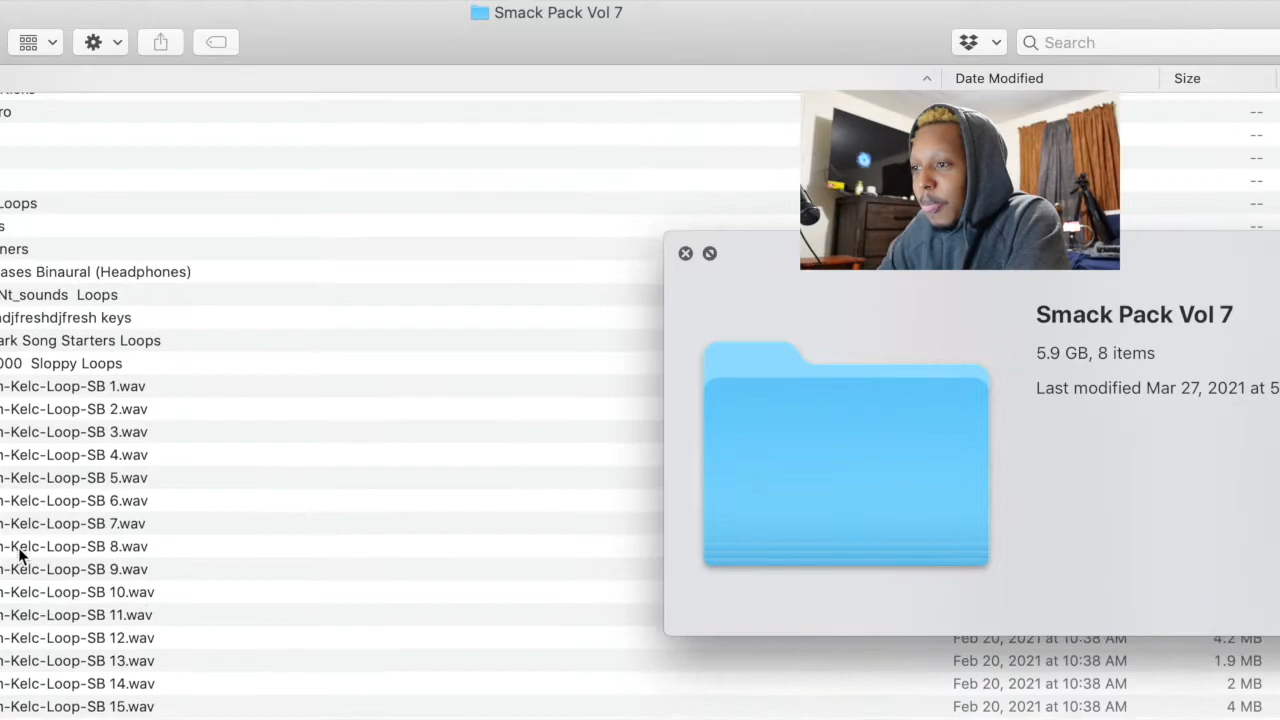 Smack Pack Vol 7
Search
Date Modified
Size
ro
--
--
--
--
Loops
--
s
--
ners
ases Binaural (Headphones)
Nt_sounds  Loops
djfreshdjfresh keys
ark Song Starters Loops
000  Sloppy Loops
n-Kelc-Loop-SB 1.wav
n-Kelc-Loop-SB 2.wav
n-Kelc-Loop-SB 3.wav
n-Kelc-Loop-SB 4.wav
n-Kelc-Loop-SB 5.wav
n-Kelc-Loop-SB 6.wav
n-Kelc-Loop-SB 7.wav
n-Kelc-Loop-SB 8.wav
n-Kelc-Loop-SB 9.wav
n-Kelc-Loop-SB 10.wav
n-Kelc-Loop-SB 11.wav
n-Kelc-Loop-SB 12.wav
n-Kelc-Loop-SB 13.wav
n-Kelc-Loop-SB 14.wav
n-Kelc-Loop-SB 15.wav
Smack Pack Vol 7
5.9 GB, 8 items
Last modified Mar 27, 2021 at 5
Feb 20, 2021 at 10:38 AM 4.2 MB
Feb 20, 2021 at 10:38 AM 1.9 MB
Feb 20, 2021 at 10:38 AM 2 MB
Feb 20, 2021 at 10:38 AM 4 MB